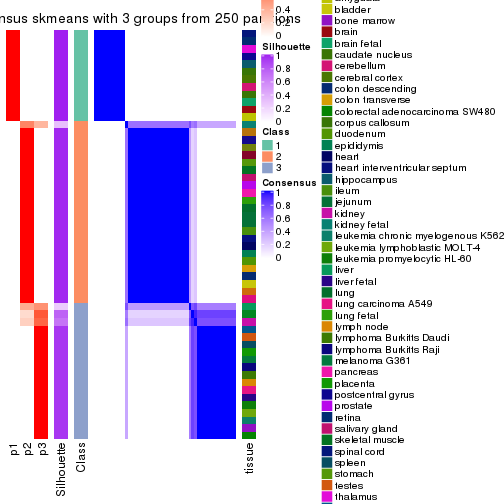 nsus skmeans with 3 groups from 250 par
ons
0.4
0.2
0
Silhouette
1
0.8
0.6
0.4
0.2
0
Class
1
2
3
Consensus
1
0.8
0.6
0.4
0.2
0
bladder
bone marrow
brain
brain fetal
caudate nucleus
cerebellum
cerebral cortex
colon descending
colon transverse
colorectal adenocarcinoma SW480
corpus callosum
duodenum
epididymis
heart
heart interventricular septum
hippocampus
ileum
jejunum
kidney
kidney fetal
leukemia chronic myelogenous K562
leukemia lymphoblastic MOLT-4
leukemia promyelocytic HL-60
liver
liver fetal
lung
lung carcinoma A549
lung fetal
lymph node
lymphoma Burkitts Daudi
lymphoma Burkitts Raji
melanoma G361
pancreas
placenta
postcentral gyrus
prostate
retina
salivary gland
skeletal muscle
spinal cord
spleen
stomach
testes
thalamus
p1
p2
p3
Silhouette
Class
tissue